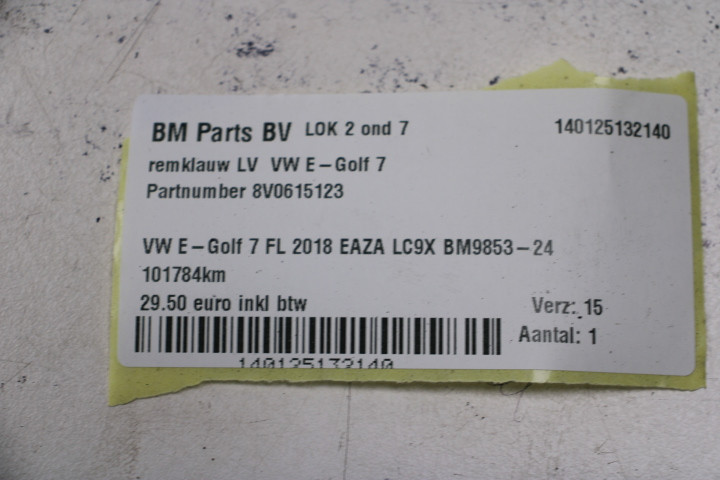 BM Parts BV LOK 2 ond 7 140125132140
remklauw LV VW E-Golf 7
Partnumber 8V0615123
VW E-Golf 7 FL 2018 EAZA LC9X BM9853-24
101784km
29.50 euro inkl btw Verz: 15
Aantal: 1
140125132140